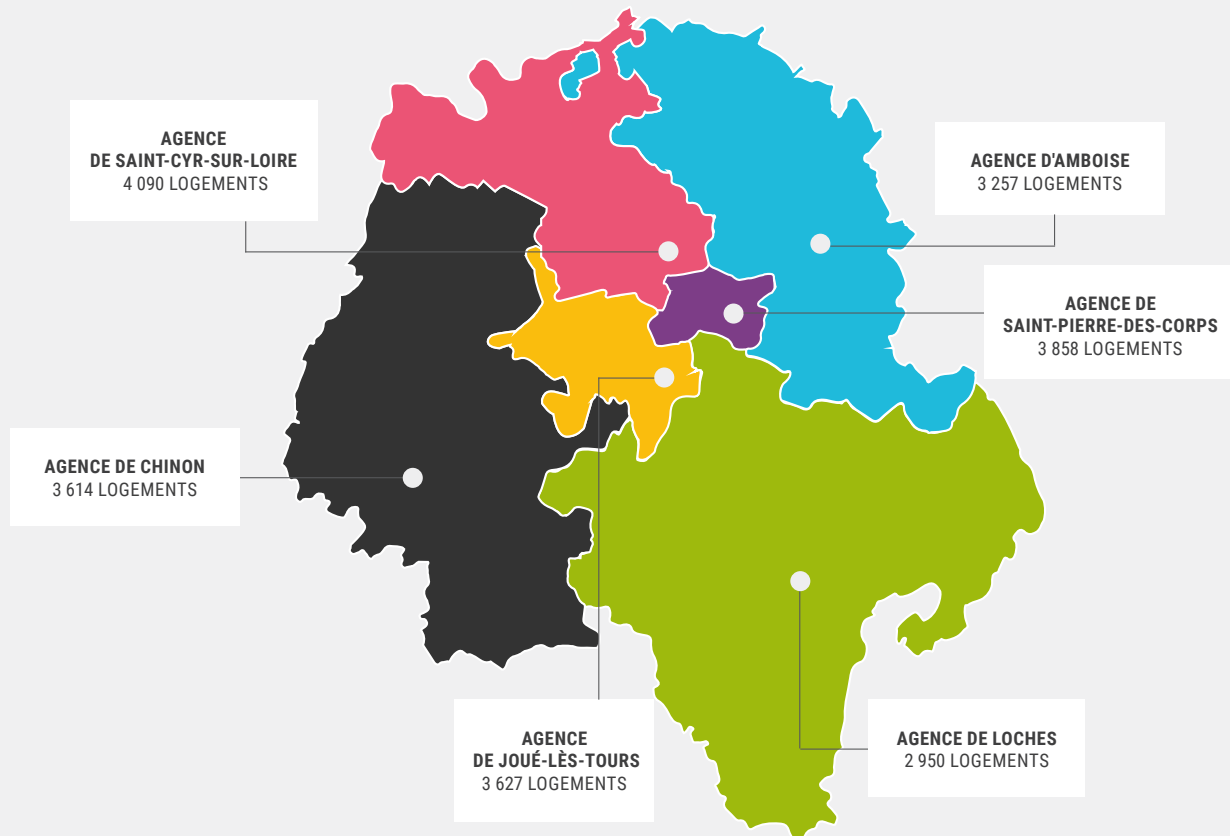 AGENCE
DE SAINT-CYR-SUR-LOIRE
4 090 LOGEMENTS
AGENCE D'AMBOISE
3 257 LOGEMENTS
AGENCE DE
SAINT-PIERRE-DES-CORPS
3 858 LOGEMENTS
AGENCE DE CHINON
3 614 LOGEMENTS
AGENCE
DE JOUÉ-LÈS-TOURS
3 627 LOGEMENTS
AGENCE DE LOCHES
2 950 LOGEMENTS